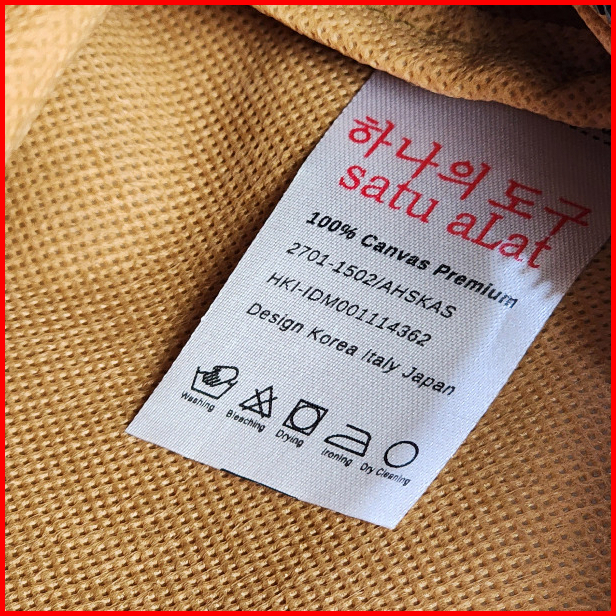 하나의 도구
satu aLat
100% Canvas Premium
2701-1502/AHSKAS
HKI-IDM001114362
Design Korea Italy Japan
Washing Bleaching Drying Ironing Dry Cleaning